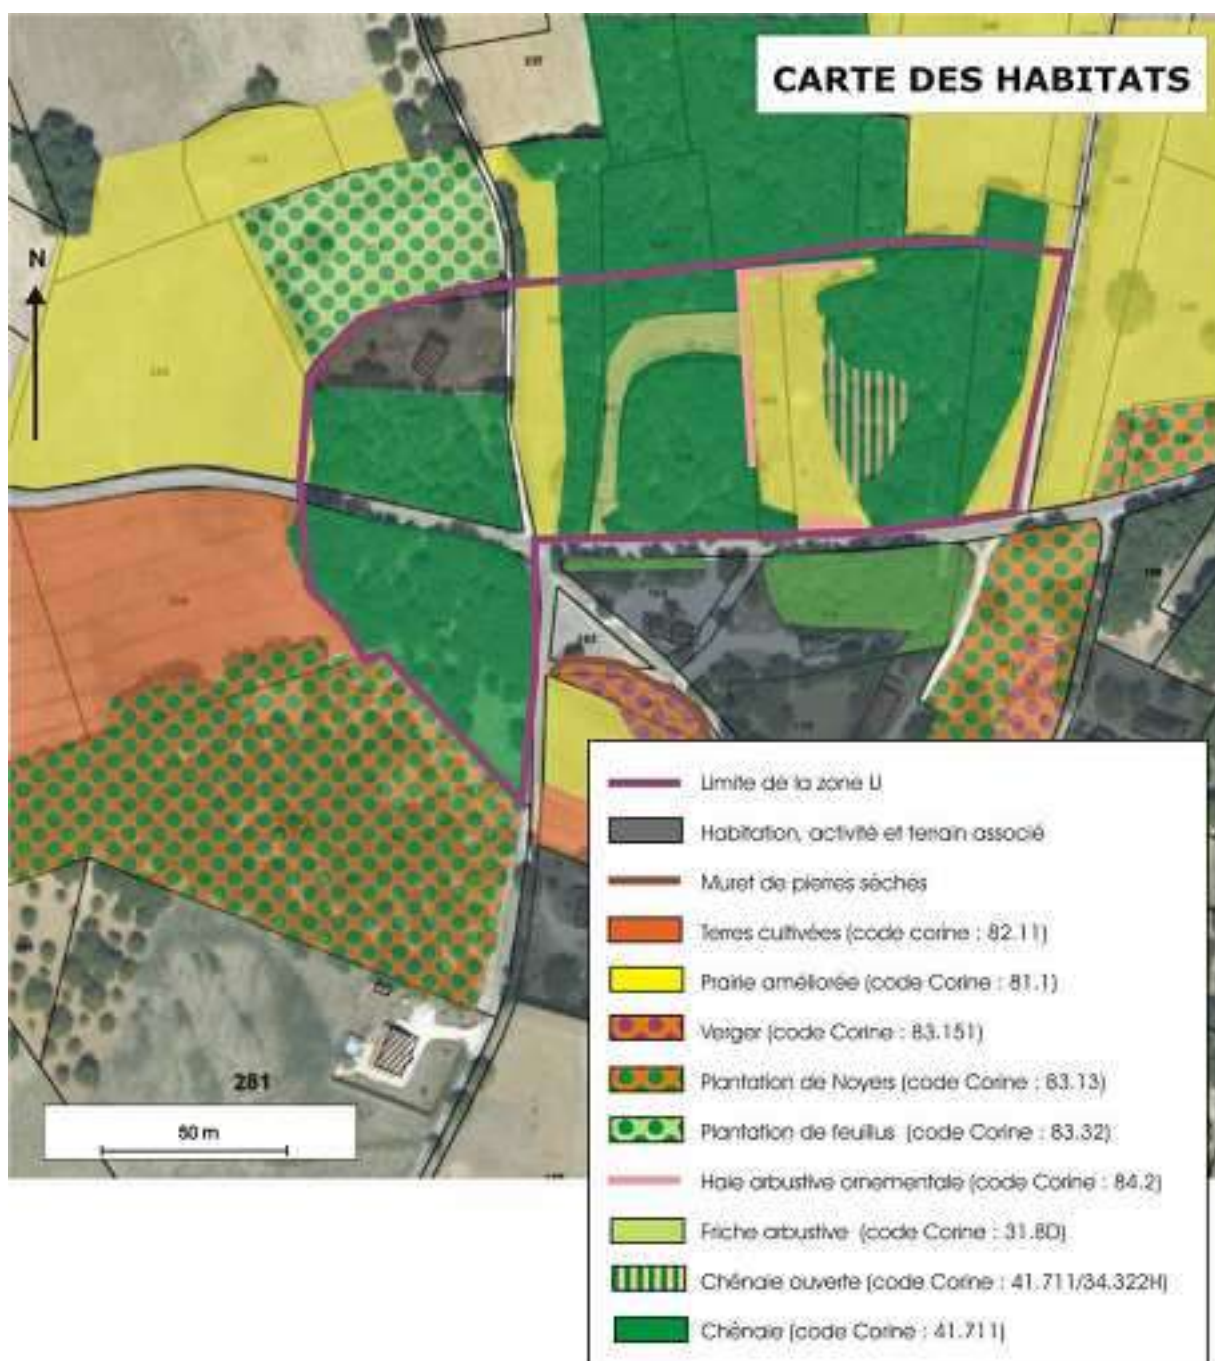 CARTE DES HABITATS
N
281
50 m
Limite de la zone U
Habitation, activité et terrain associé
Muret de pierres sèches
Terres cultivées (code corine : 82.11)
Prairie améliorée (code Corine : 81.1)
Verger (code Corine : 83.151)
Plantation de Noyers (code Corine : 83.13)
Plantation de feuillus (code Corine : 83.32)
Haie arbustive ornementale (code Corine : 84.2)
Friche arbustive (code Corine : 31.8D)
Chênaie ouverte (code Corine : 41.711/34.322H)
Chênaie (code Corine : 41.711)